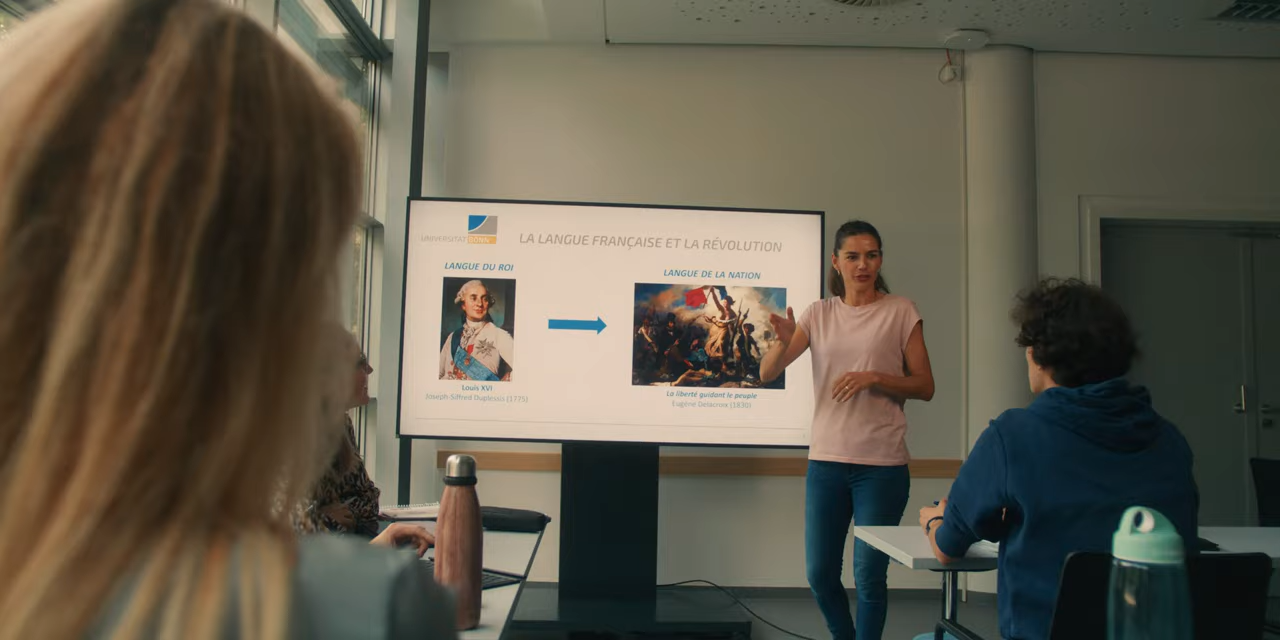 UNIVERSITÄT BONN
LA LANGUE FRANÇAISE ET LA RÉVOLUTION
LANGUE DU ROI
LANGUE DE LA NATION
Louis XVI
Joseph-Siffred Duplessis (1775)
La liberté guidant le peuple
Eugène Delacroix (1830)